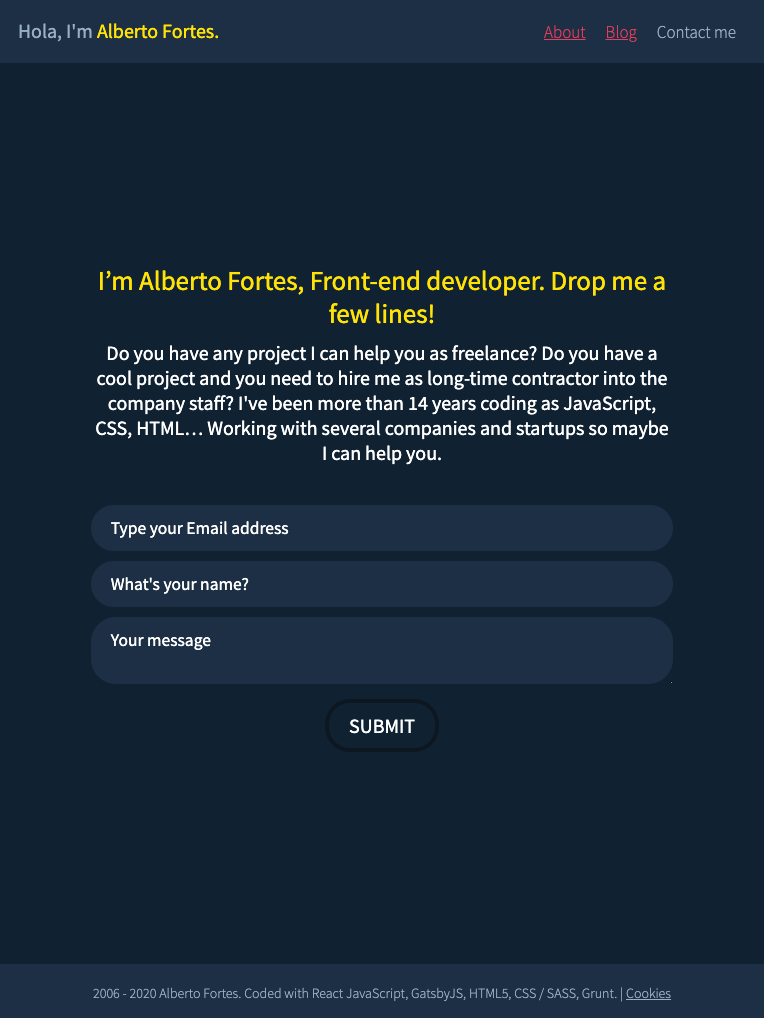 Hola, I'm Alberto Fortes.
About Blog Contact me
I’m Alberto Fortes, Front-end developer. Drop me a
few lines!
Do you have any project I can help you as freelance? Do you have a
cool project and you need to hire me as long-time contractor into the
company staff? I've been more than 14 years coding as JavaScript,
CSS, HTML… Working with several companies and startups so maybe
I can help you.
Type your Email address
What's your name?
Your message
SUBMIT
2006 - 2020 Alberto Fortes. Coded with React JavaScript, GatsbyJS, HTML5, CSS / SASS, Grunt. | Cookies